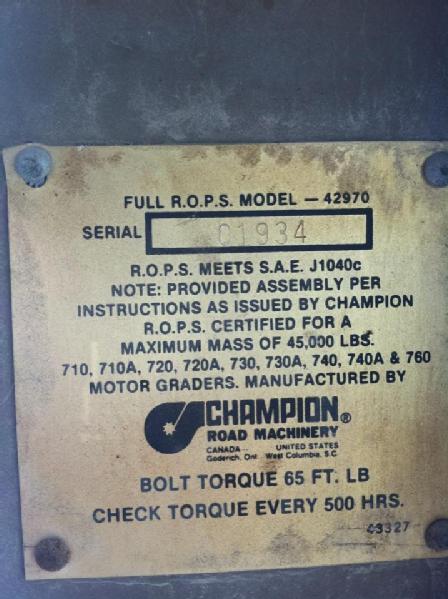 FULL R.O.P.S. MODEL — 42970
SERIAL C1934
R.O.P.S. MEETS S.A.E. J1040c
NOTE: PROVIDED ASSEMBLY PER
INSTRUCTIONS AS ISSUED BY CHAMPION
R.O.P.S. CERTIFIED FOR A
MAXIMUM MASS OF 45,000 LBS.
710, 710A, 720, 720A, 730, 730A, 740, 740A & 760
MOTOR GRADERS. MANUFACTURED BY
CHAMPION®
ROAD MACHINERY
CANADA UNITED STATES
Goderich, Ont. West Columbia, S.C.
BOLT TORQUE 65 FT. LB
CHECK TORQUE EVERY 500 HRS.
43327